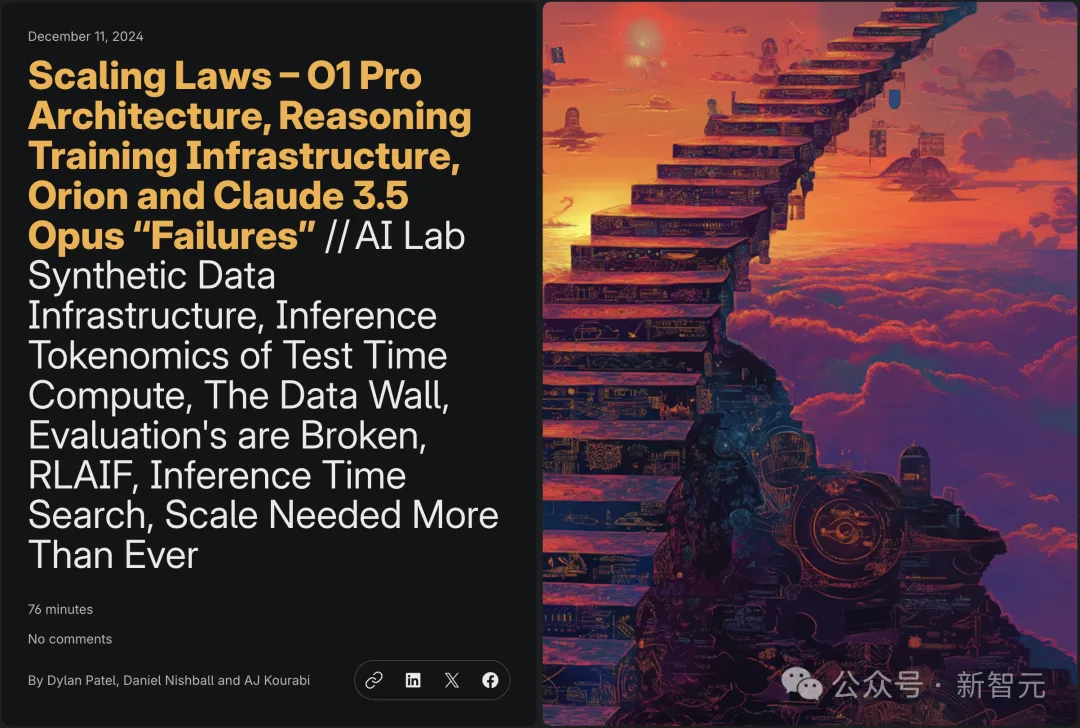 December 11, 2024
Scaling Laws – O1 Pro
Architecture, Reasoning
Training Infrastructure,
Orion and Claude 3.5
Opus “Failures” // AI Lab
Synthetic Data
Infrastructure, Inference
Tokenomics of Test Time
Compute, The Data Wall,
Evaluation's are Broken,
RLAIF, Inference Time
Search, Scale Needed More
Than Ever
76 minutes
No comments
By Dylan Patel, Daniel Nishball and AJ Kourabi
公众号 · 新智元